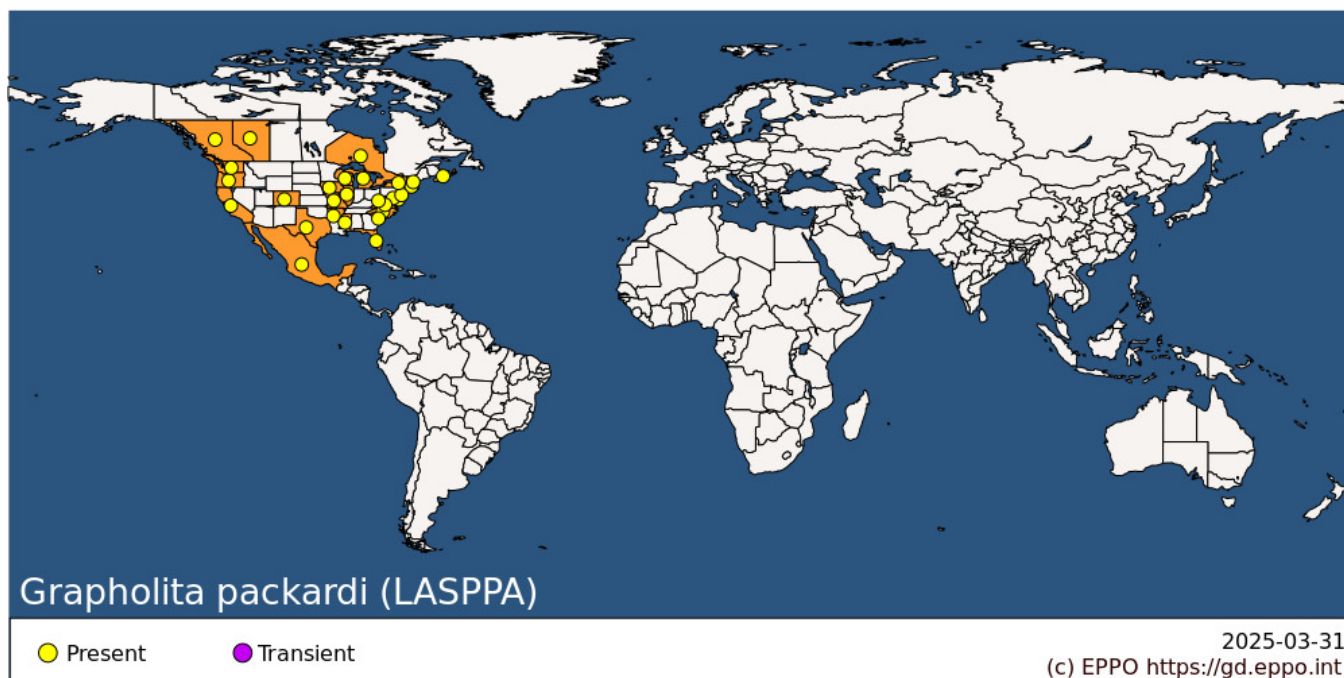 Grapholita packardi (LASPPA)
Present
Transient
2025-03-31
(c) EPPO https://gd.eppo.int